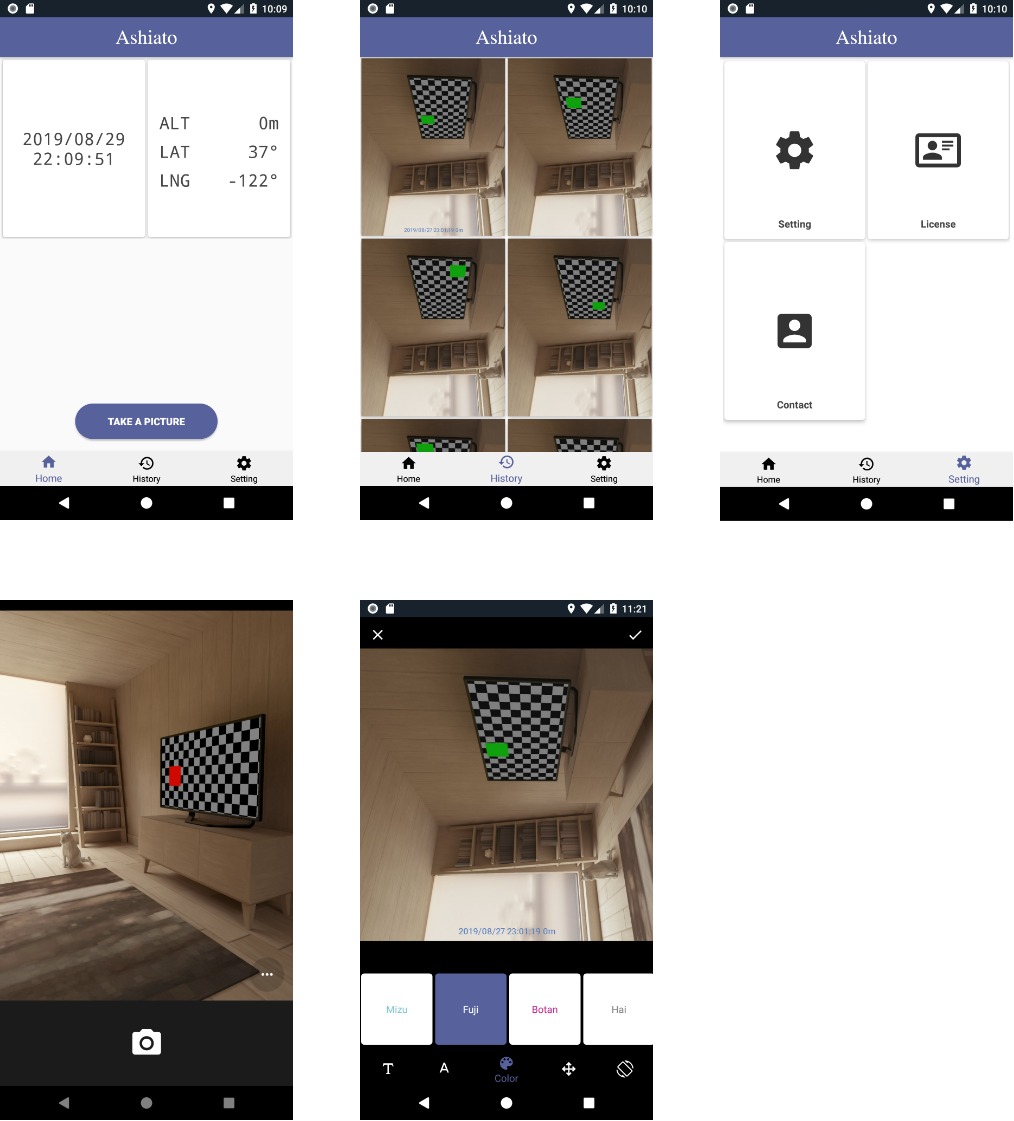 10:09
Ashiato
2019/08/29
22:09:51
ALT 0m
LAT 37°
LNG -122°
TAKE A PICTURE
Home History Setting
10:10
Ashiato
2019/08/27 23:01:19 0m
Home History Setting
10:10
Ashiato
Setting License
Contact
Home History Setting
11:21
2019/08/27 23:01:19 0m
Mizu Fuji Botan Hai
T A
Color